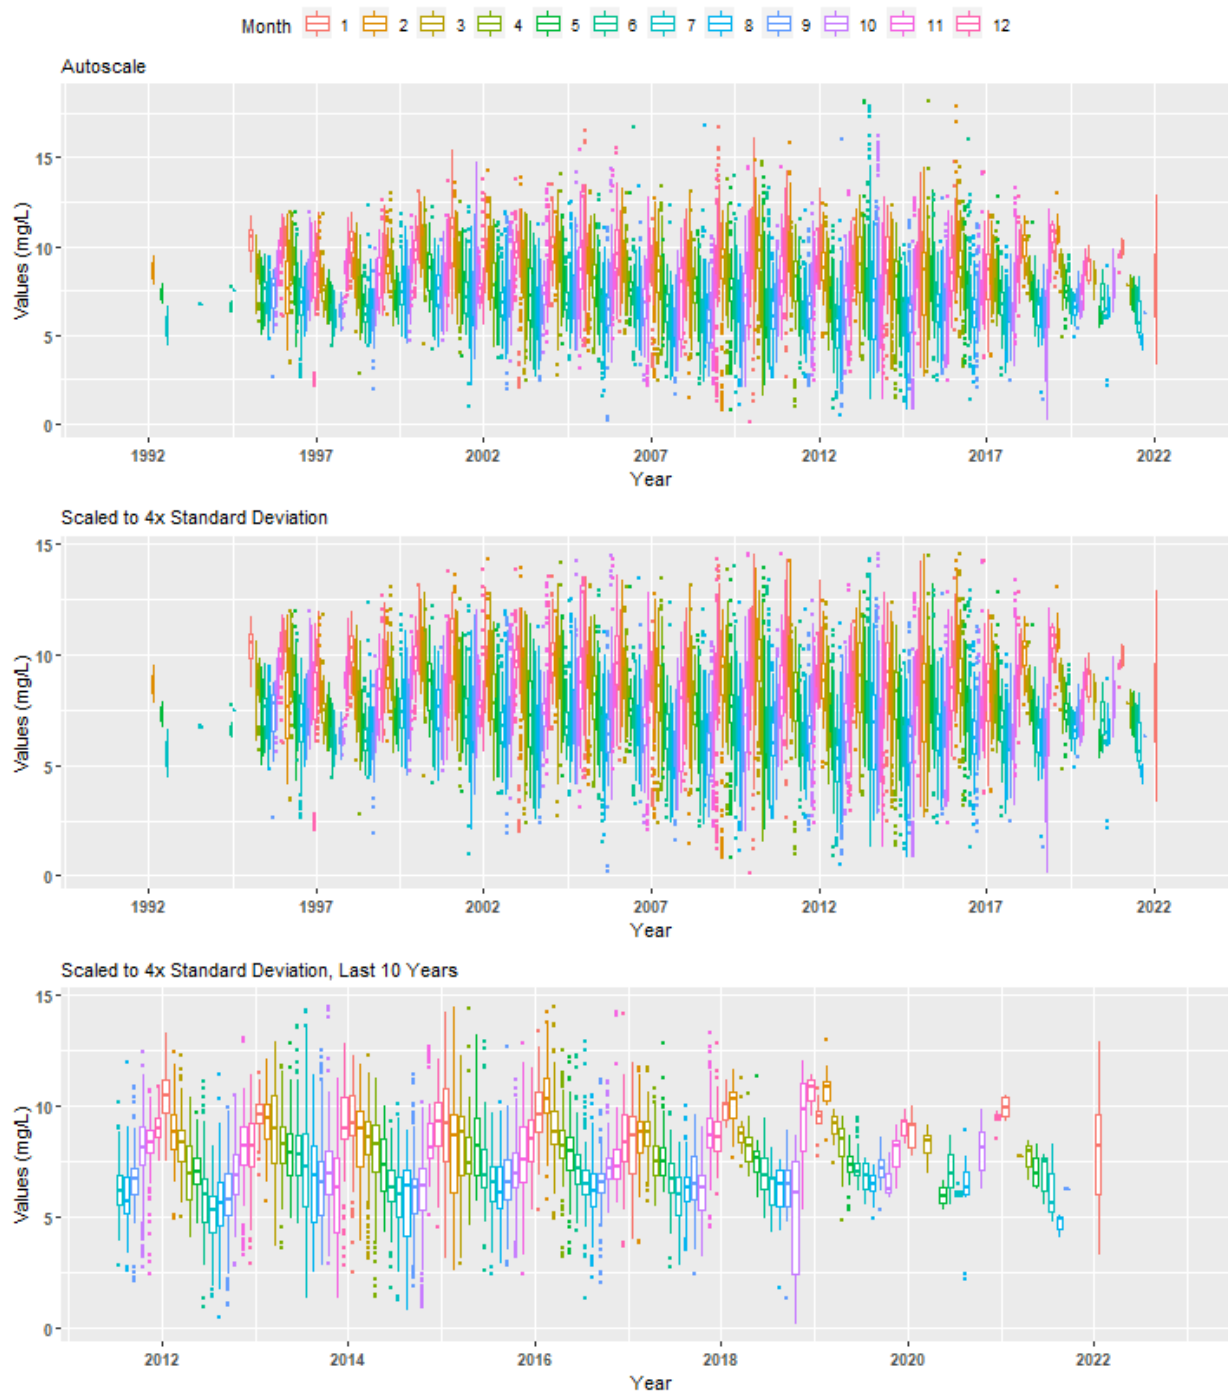 Month 1 2 3 4 5 6 7 8 9 10 11 12
Autoscale
Values (mg/L)
15
10
5
0
1992 1997 2002 2007 2012 2017 2022
Year
Scaled to 4x Standard Deviation
Values (mg/L)
15
10
5
0
1992 1997 2002 2007 2012 2017 2022
Year
Scaled to 4x Standard Deviation, Last 10 Years
Values (mg/L)
15
10
5
0
2012 2014 2016 2018 2020 2022
Year